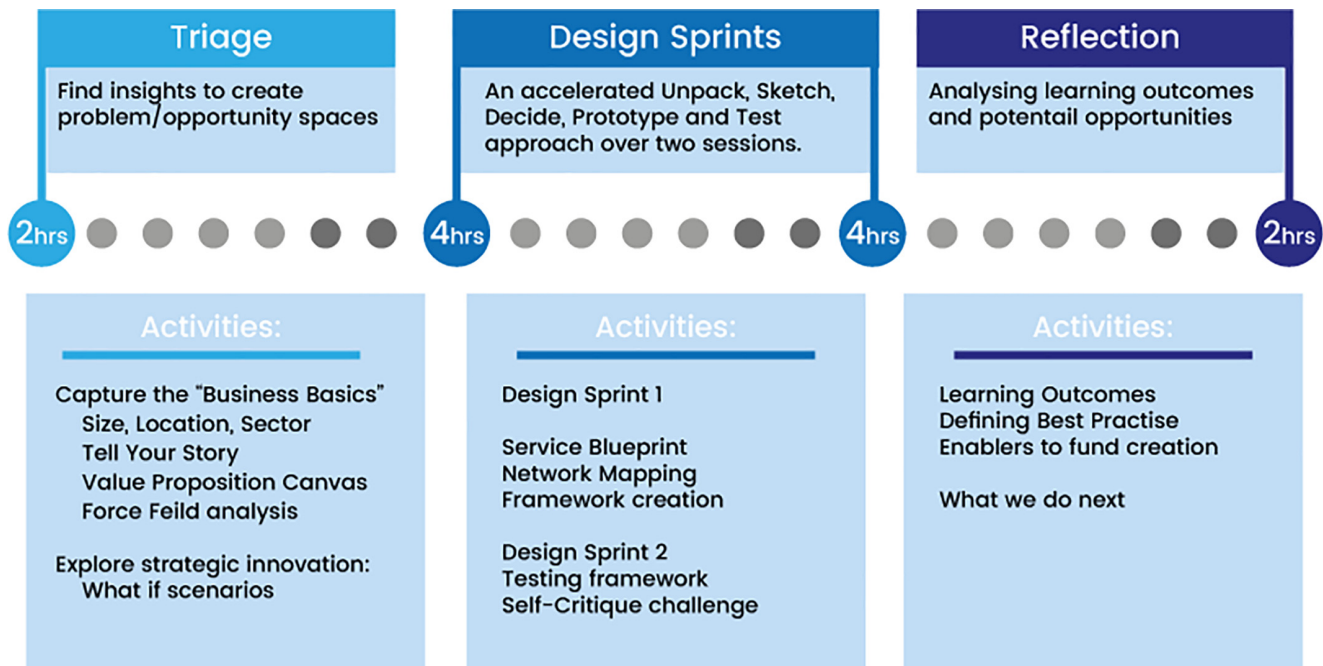 Triage
Find insights to create
problem/opportunity spaces
Design Sprints
An accelerated Unpack, Sketch,
Decide, Prototype and Test
approach over two sessions.
Reflection
Analysing learning outcomes
and potentail opportunities
2hrs
4hrs
4hrs
2hrs
Activities:
Capture the "Business Basics"
Size, Location, Sector
Tell Your Story
Value Proposition Canvas
Force Feild analysis
Explore strategic innovation:
What if scenarios
Activities:
Design Sprint 1
Service Blueprint
Network Mapping
Framework creation
Design Sprint 2
Testing framework
Self-Critique challenge
Activities:
Learning Outcomes
Defining Best Practise
Enablers to fund creation
What we do next